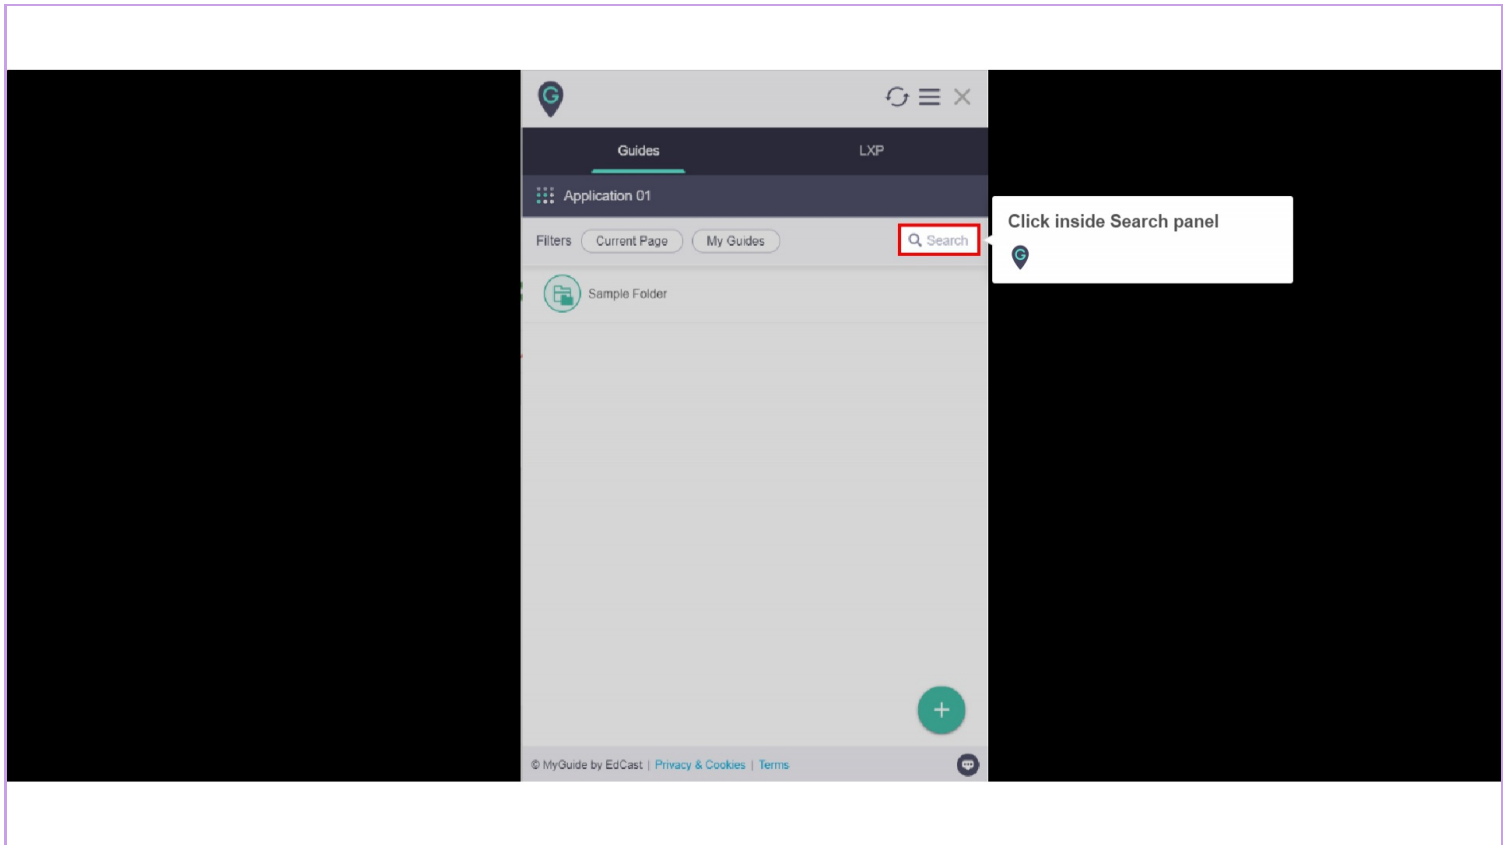 G
Guides LXP
Application 01
Filters Current Page My Guides Search
Click inside Search panel
G
Sample Folder
+
© MyGuide by EdCast | Privacy & Cookies | Terms